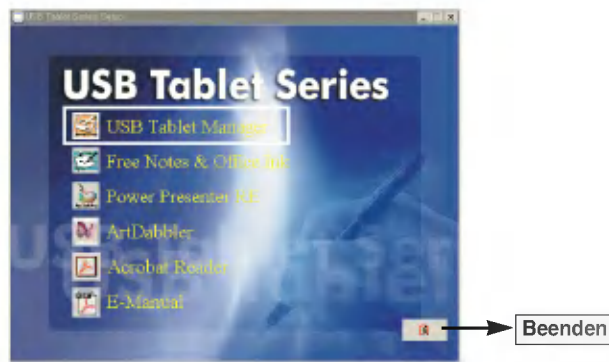 USB Tablet Series Setup
USB Tablet Series
USB Tablet Manager
Free Notes & Office Ink
Power Presenter RE
ArtDabbler
Acrobat Reader
E-Manual
Beenden